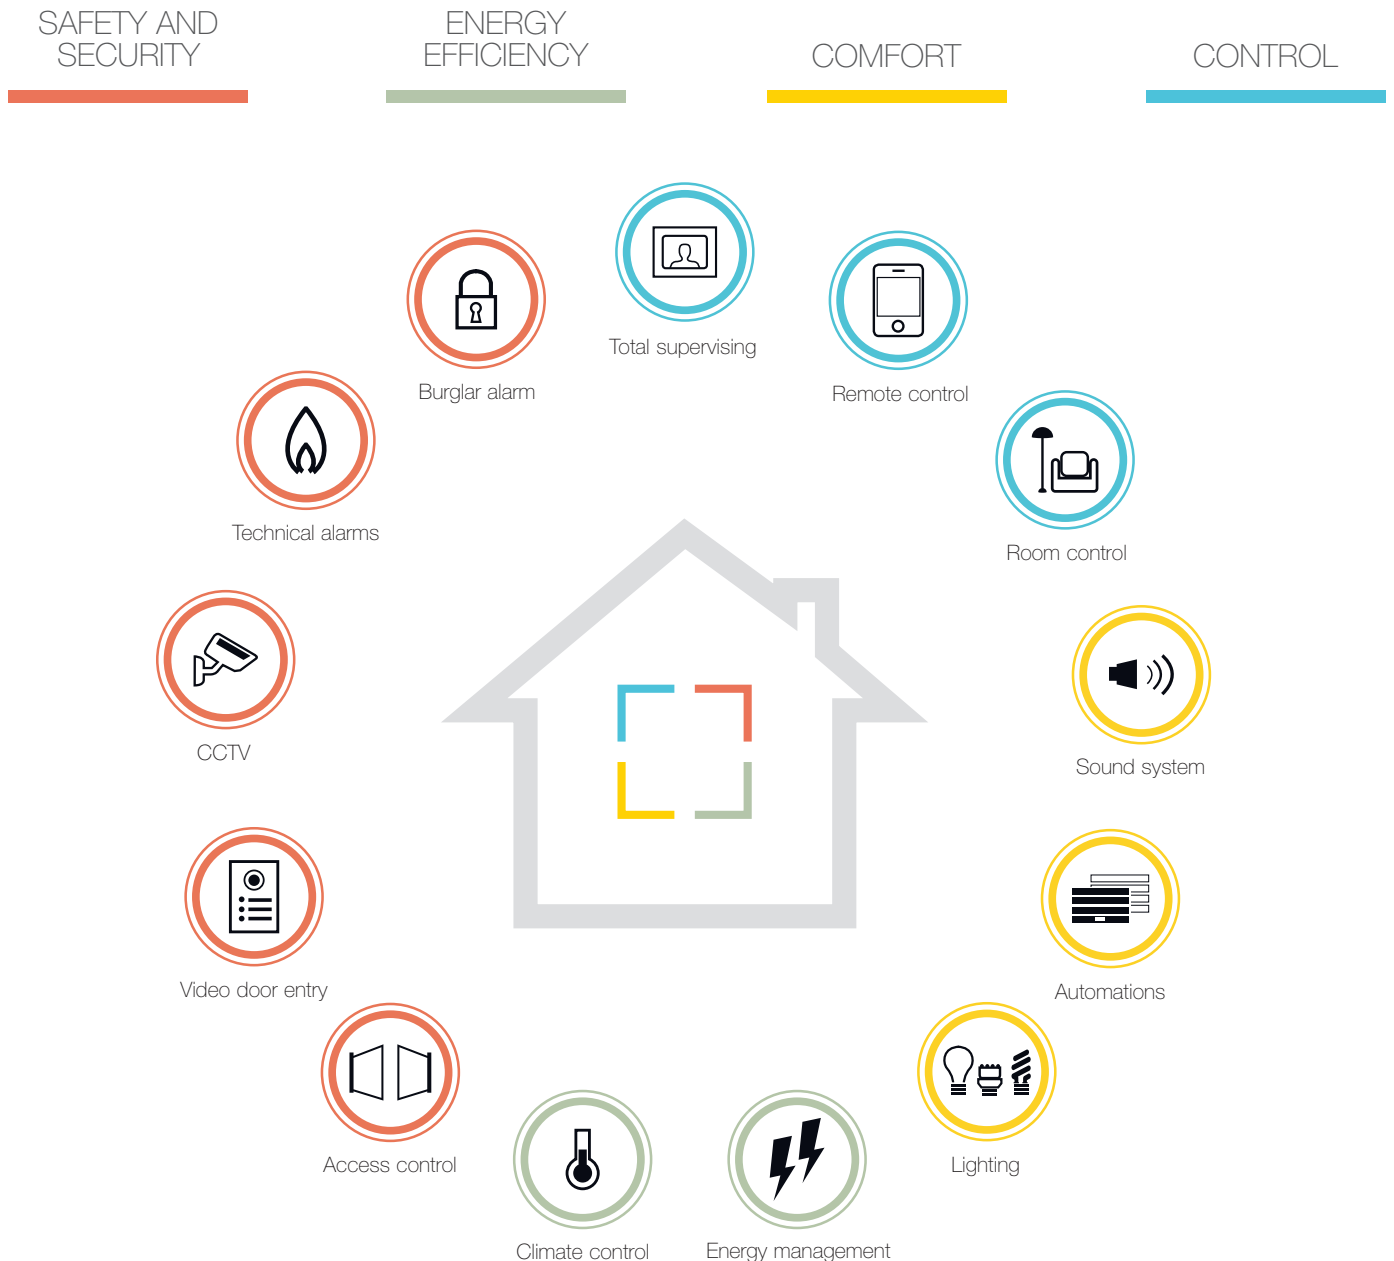 SAFETY AND
SECURITY
ENERGY
EFFICIENCY
COMFORT
CONTROL
Total supervising
Burglar alarm
Remote control
Technical alarms
Room control
CCTV
Sound system
Video door entry
Automations
Access control
Lighting
Climate control
Energy management